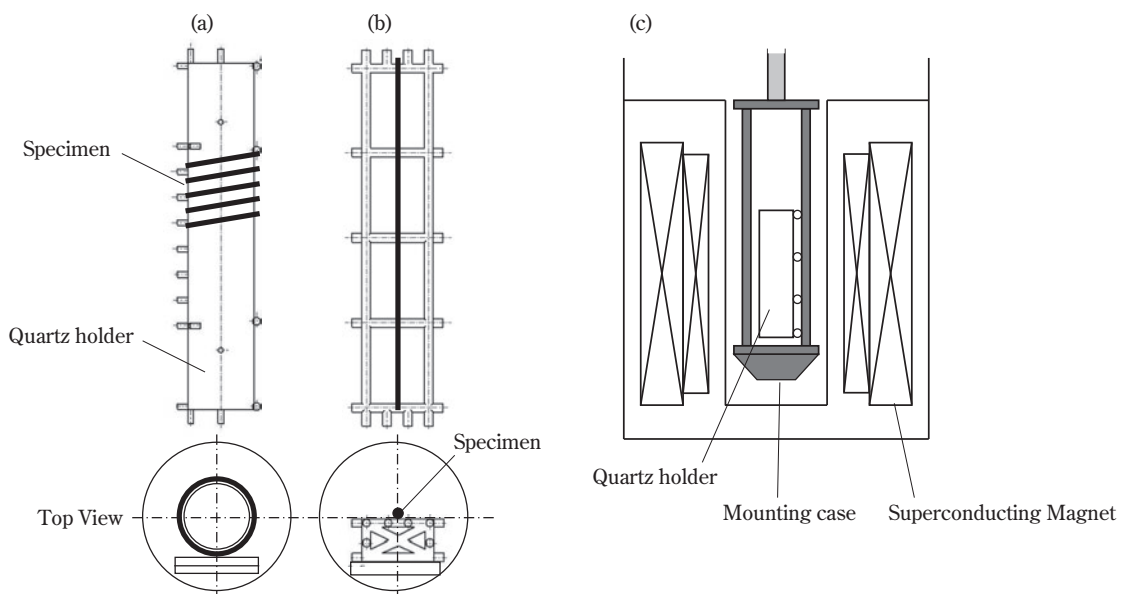 (a)
(b)
(c)
Specimen
Quartz holder
Specimen
Top View
Quartz holder
Mounting case
Superconducting Magnet